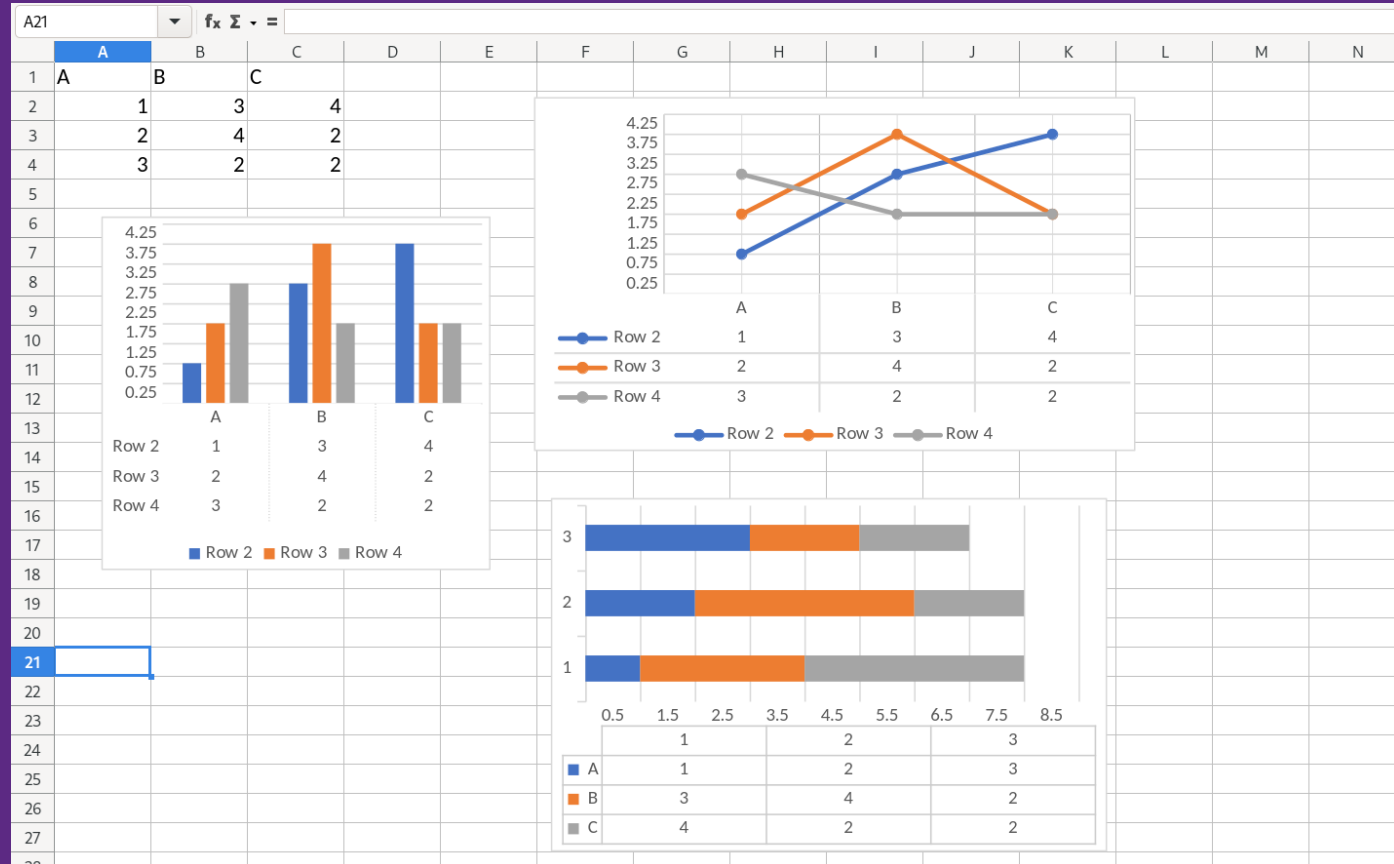 A21 fx Σ =
A B C D E F G H I J K L M N
1 A B C
2 1 3 4
3 2 4 2
4 3 2 2
5
6
7
8
9
10
11
12
13
14
15
16
17
18
19
20
21
22
23
24
25
26
27
4.25
3.75
3.25
2.75
2.25
1.75
1.25
0.75
0.25
A B C
Row 2 1 3 4
Row 3 2 4 2
Row 4 3 2 2
Row 2 Row 3 Row 4
4.25
3.75
3.25
2.75
2.25
1.75
1.25
0.75
0.25
A B C
Row 2 1 3 4
Row 3 2 4 2
Row 4 3 2 2
Row 2 Row 3 Row 4
3
2
1
0.5 1.5 2.5 3.5 4.5 5.5 6.5 7.5 8.5
1 2 3
A 1 2 3
B 3 4 2
C 4 2 2